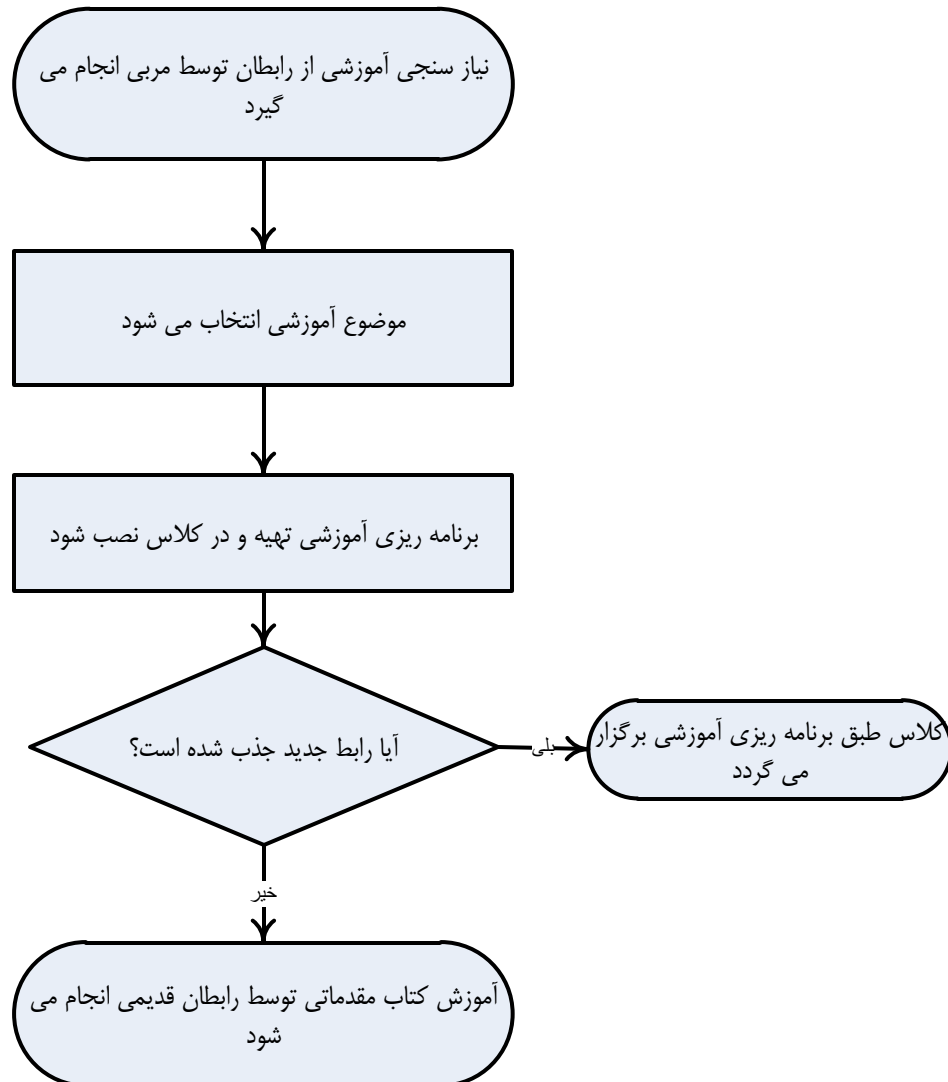 نیاز سنجی آموزشی از رابطان توسط مربی انجام می
گیرد
موضوع آموزشی انتخاب می شود
برنامه ریزی آموزشی تهیه و در کلاس نصب شود
آیا رابط جدید جذب شده است؟
بلی
کلاس طبق برنامه ریزی آموزشی برگزار
می گردد
خیر
آموزش کتاب مقدماتی توسط رابطان قدیمی انجام می
شود